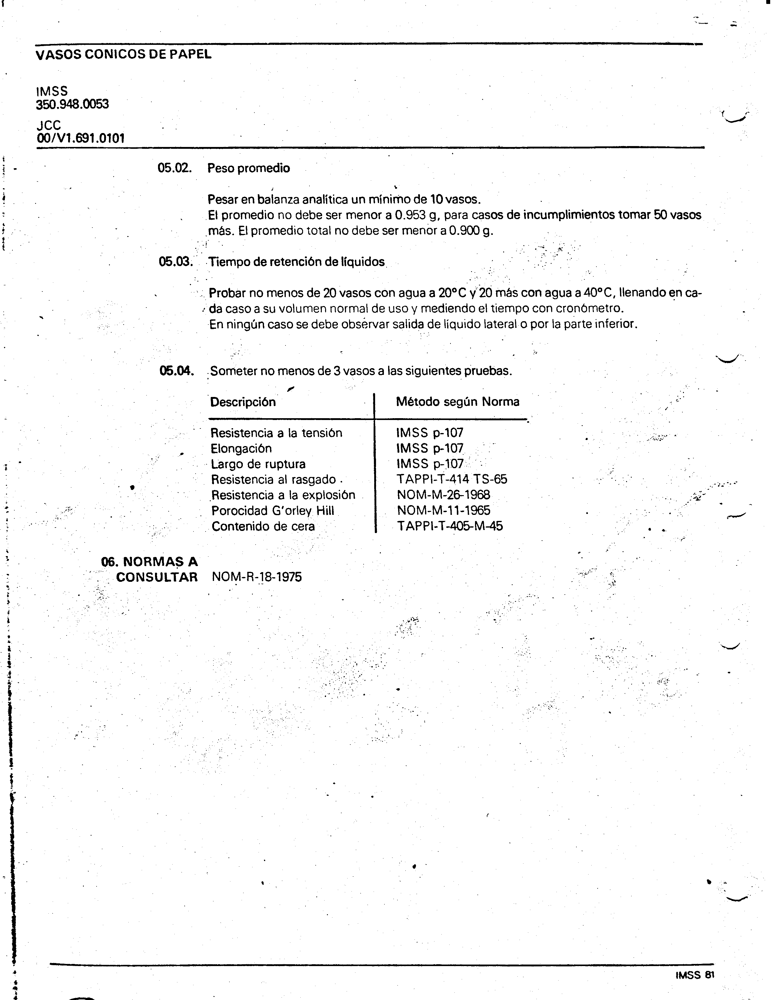 VASOS CONICOS DE PAPEL
IMSS
350.948.0053
JCC
00/V1.691.0101
05.02. Peso promedio
Pesar en balanza analítica un mínimo de 10 vasos.
El promedio no debe ser menor a 0.953 g, para casos de incumplimientos tomar 50 vasos
más. El promedio total no debe ser menor a 0.900 g.
05.03. Tiempo de retención de líquidos
Probar no menos de 20 vasos con agua a 20°C y 20 más con agua a 40°C, llenando en ca-
da caso a su volumen normal de uso y mediendo el tiempo con cronómetro.
En ningún caso se debe observar salida de líquido lateral o por la parte inferior.
05.04. Someter no menos de 3 vasos a las siguientes pruebas.
Descripción Método según Norma
Resistencia a la tensión IMSS p-107
Elongación IMSS p-107
Largo de ruptura IMSS p-107
Resistencia al rasgado TAPPI-T-414 TS-65
Resistencia a la explosión NOM-M-26-1968
Porocidad G'orley Hill NOM-M-11-1965
Contenido de cera TAPPI-T-405-M-45
06. NORMAS A
CONSULTAR NOM-R-18-1975
IMSS 81